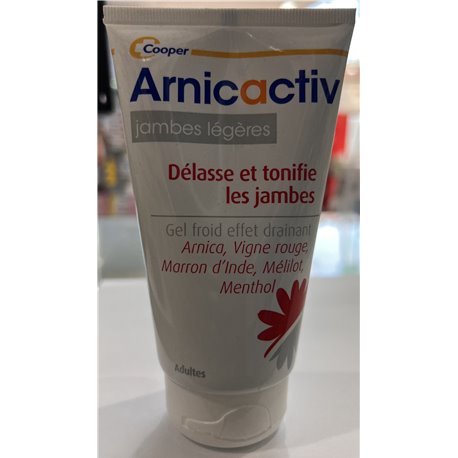 Cooper
Arnicactiv
jambes légères
Délasse et tonifie
les jambes
Gel froid effet drainant
Arnica, Vigne rouge,
Marron d'Inde, Mélilot,
Menthol
Adultes